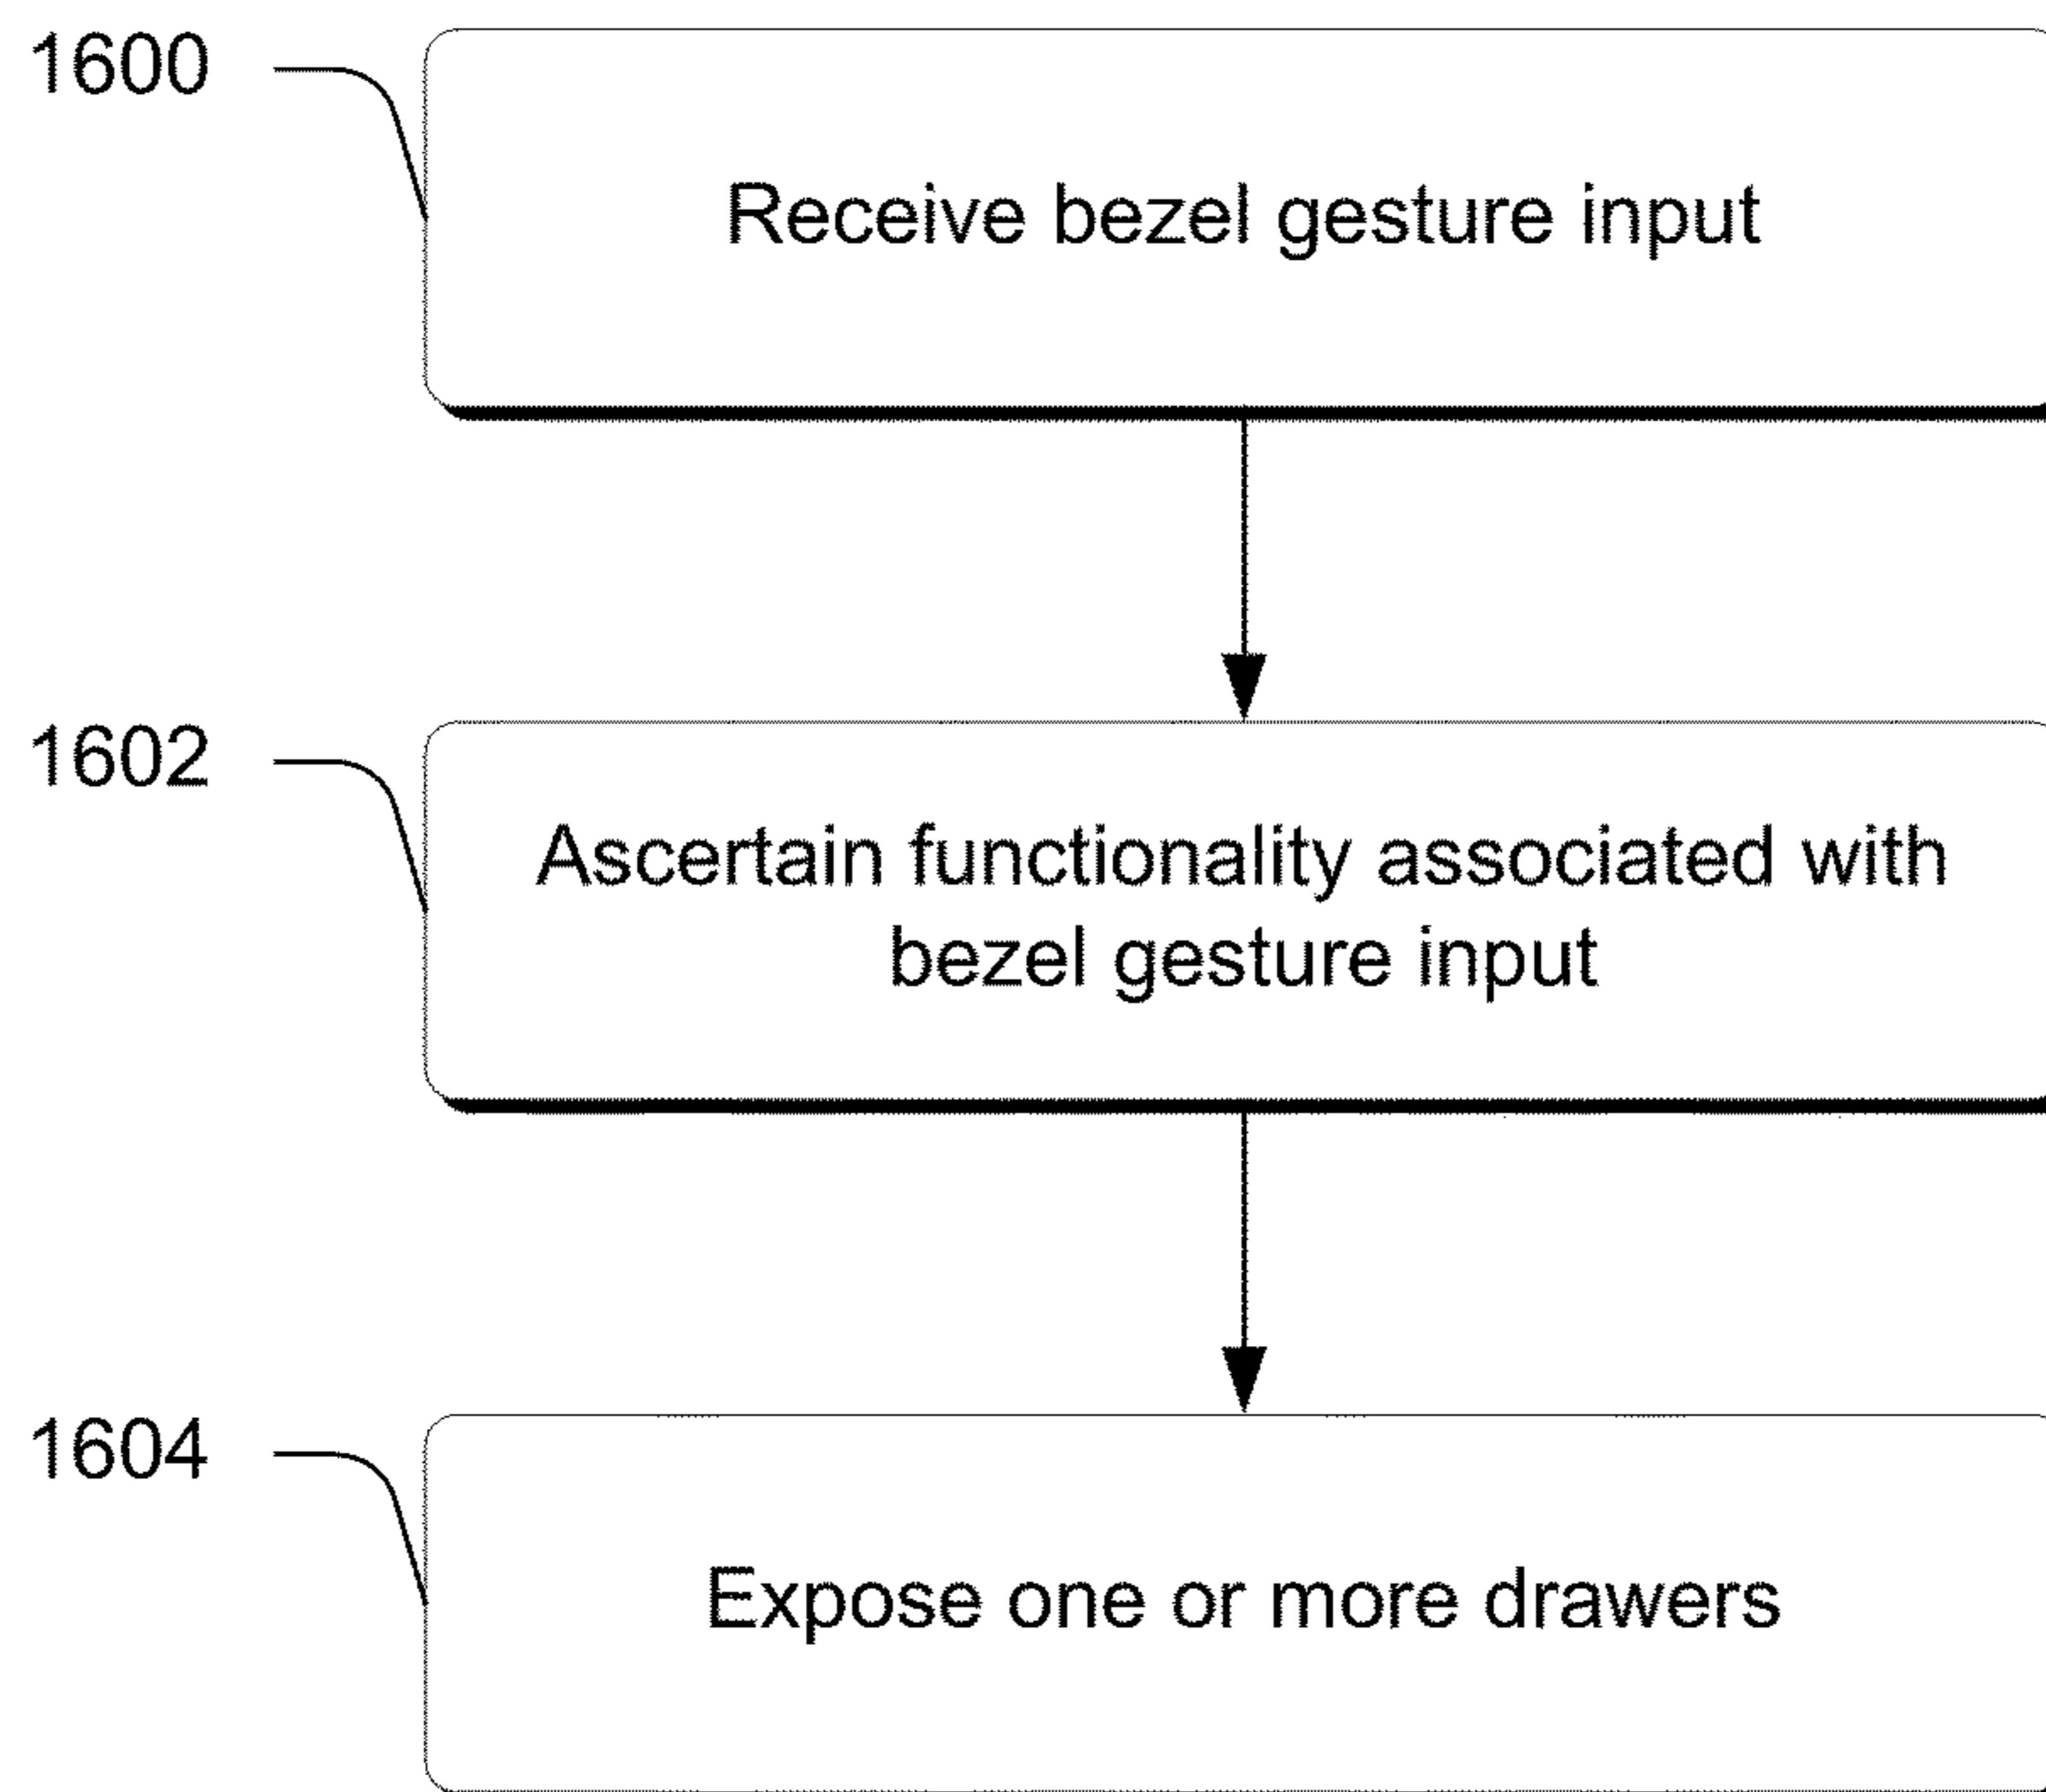 1600
Receive bezel gesture input
1602
Ascertain functionality associated with
bezel gesture input
1604
Expose one or more drawers